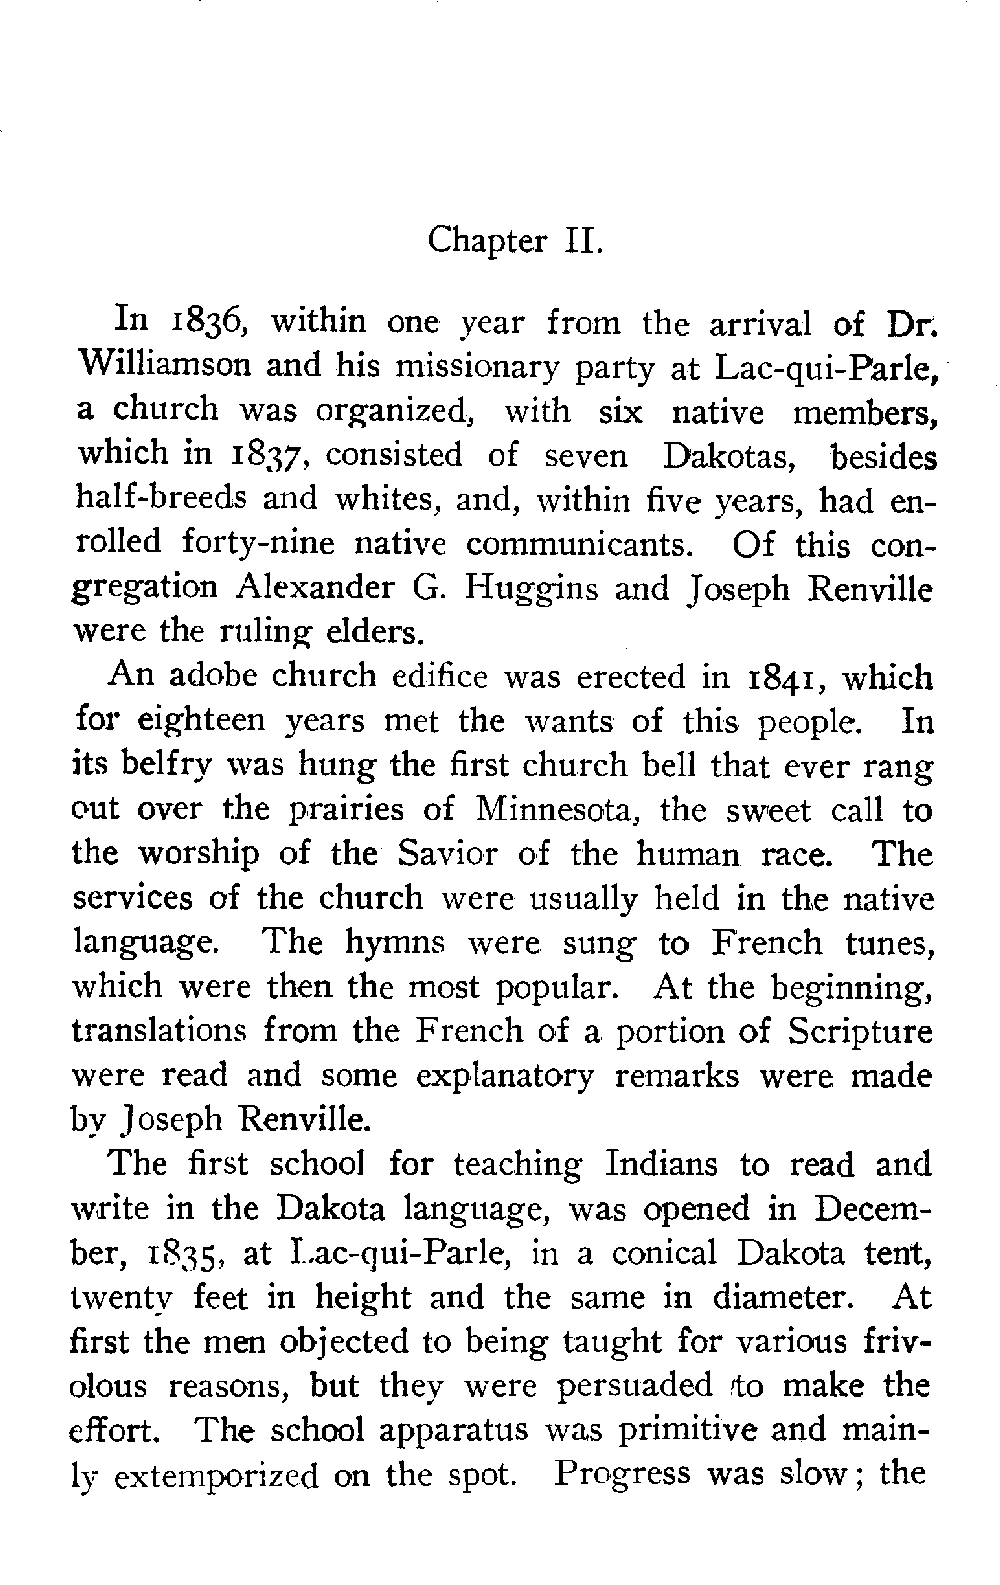 Chapter II.
In 1836, within one year from the arrival of Dr.
Williamson and his missionary party at Lac-qui-Parle,
a church was organized, with six native members,
which in 1837, consisted of seven Dakotas, besides
half-breeds and whites, and, within five years, had en-
rolled forty-nine native communicants. Of this con-
gregation Alexander G. Huggins and Joseph Renville
were the ruling elders.
An adobe church edifice was erected in 1841, which
for eighteen years met the wants of this people. In
its belfry was hung the first church bell that ever rang
out over the prairies of Minnesota, the sweet call to
the worship of the Savior of the human race. The
services of the church were usually held in the native
language. The hymns were sung to French tunes,
which were then the most popular. At the beginning,
translations from the French of a portion of Scripture
were read and some explanatory remarks were made
by Joseph Renville.
The first school for teaching Indians to read and
write in the Dakota language, was opened in Decem-
ber, 1835, at Lac-qui-Parle, in a conical Dakota tent,
twenty feet in height and the same in diameter. At
first the men objected to being taught for various friv-
olous reasons, but they were persuaded to make the
effort. The school apparatus was primitive and main-
ly extemporized on the spot. Progress was slow; the